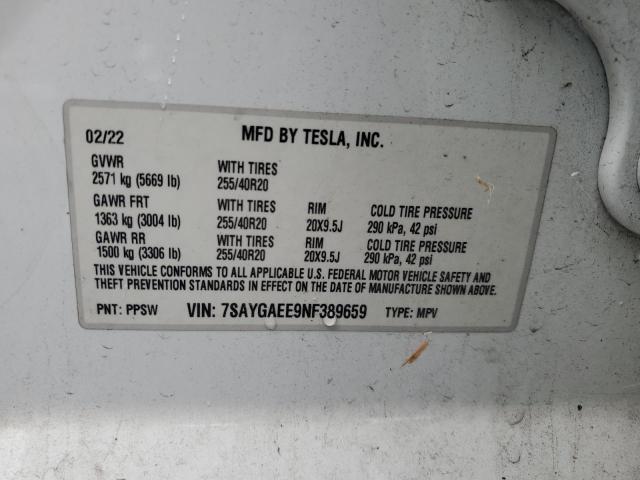 02/22 MFD BY TESLA, INC.
GVWR WITH TIRES
2571 kg (5669 lb) 255/40R20
GAWR FRT WITH TIRES RIM COLD TIRE PRESSURE
1363 kg (3004 lb) 255/40R20 20X9.5J 290 kPa, 42 psi
GAWR RR WITH TIRES RIM COLD TIRE PRESSURE
1500 kg (3306 lb) 255/40R20 20X9.5J 290 kPa, 42 psi
THIS VEHICLE CONFORMS TO ALL APPLICABLE U.S. FEDERAL MOTOR VEHICLE SAFETY AND
THEFT PREVENTION STANDARDS IN EFFECT ON THE DATE OF MANUFACTURE SHOWN ABOVE.
PNT: PPSW VIN: 7SAYGAEE9NF389659 TYPE: MPV